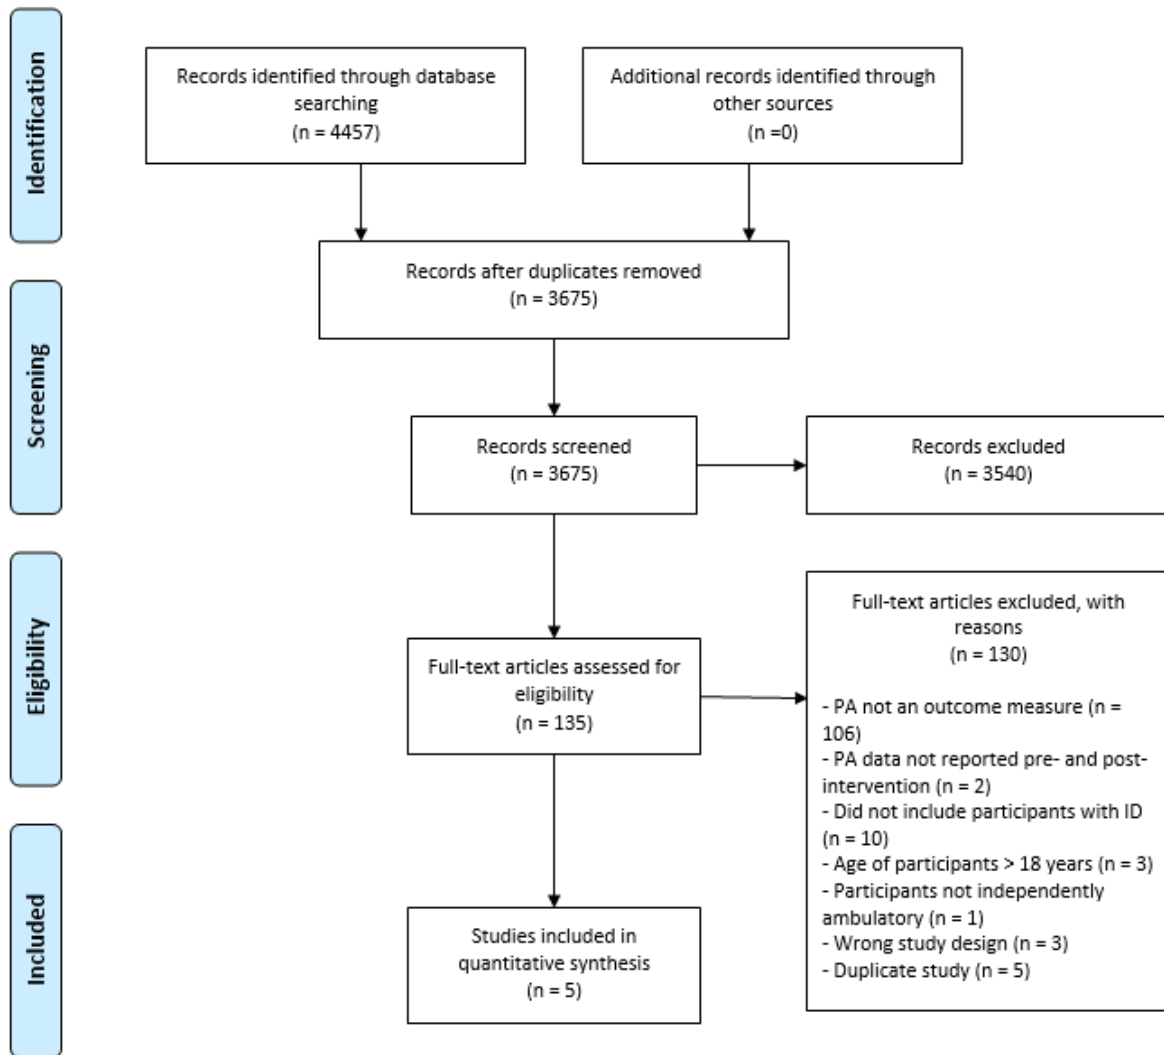 Identification
Records identified through database
searching
(n = 4457)
Additional records identified through
other sources
(n =0)
Records after duplicates removed
(n = 3675)
Screening
Records screened
(n = 3675)
Records excluded
(n = 3540)
Eligibility
Full-text articles assessed for
eligibility
(n = 135)
Full-text articles excluded, with
reasons
(n = 130)
- PA not an outcome measure (n =
106)
- PA data not reported pre- and post-
intervention (n = 2)
- Did not include participants with ID
(n = 10)
- Age of participants > 18 years (n = 3)
- Participants not independently
ambulatory (n = 1)
- Wrong study design (n = 3)
- Duplicate study (n = 5)
Included
Studies included in
quantitative synthesis
(n = 5)